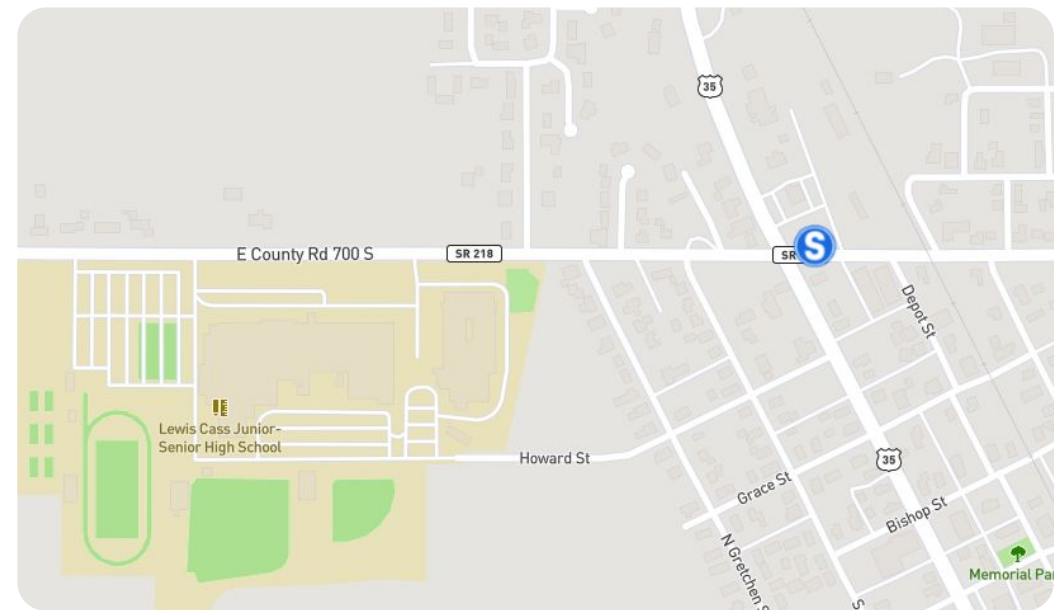 35
E County Rd 700 S
SR 218
SR
S
Depot St
Lewis Cass Junior-
Senior High School
Howard St
35
Grace St
Bishop St
N Gretchen S
Memorial Par
S